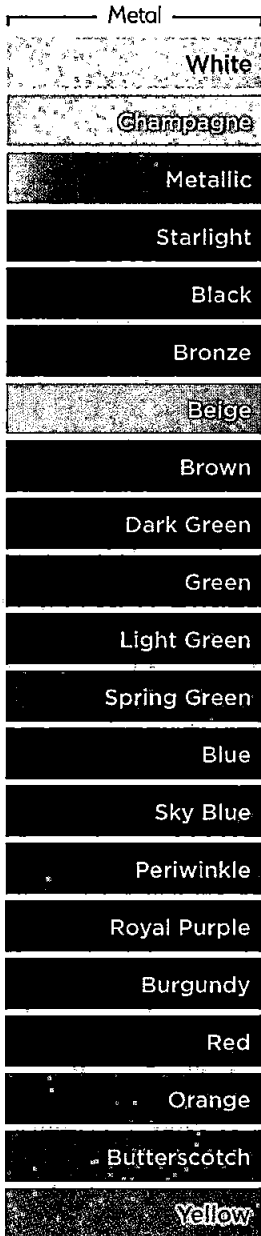 Metal
White
Champagne
Metallic
Starlight
Black
Bronze
Beige
Brown
Dark Green
Green
Light Green
Spring Green
Blue
Sky Blue
Periwinkle
Royal Purple
Burgundy
Red
Orange
Butterscotch
Yellow